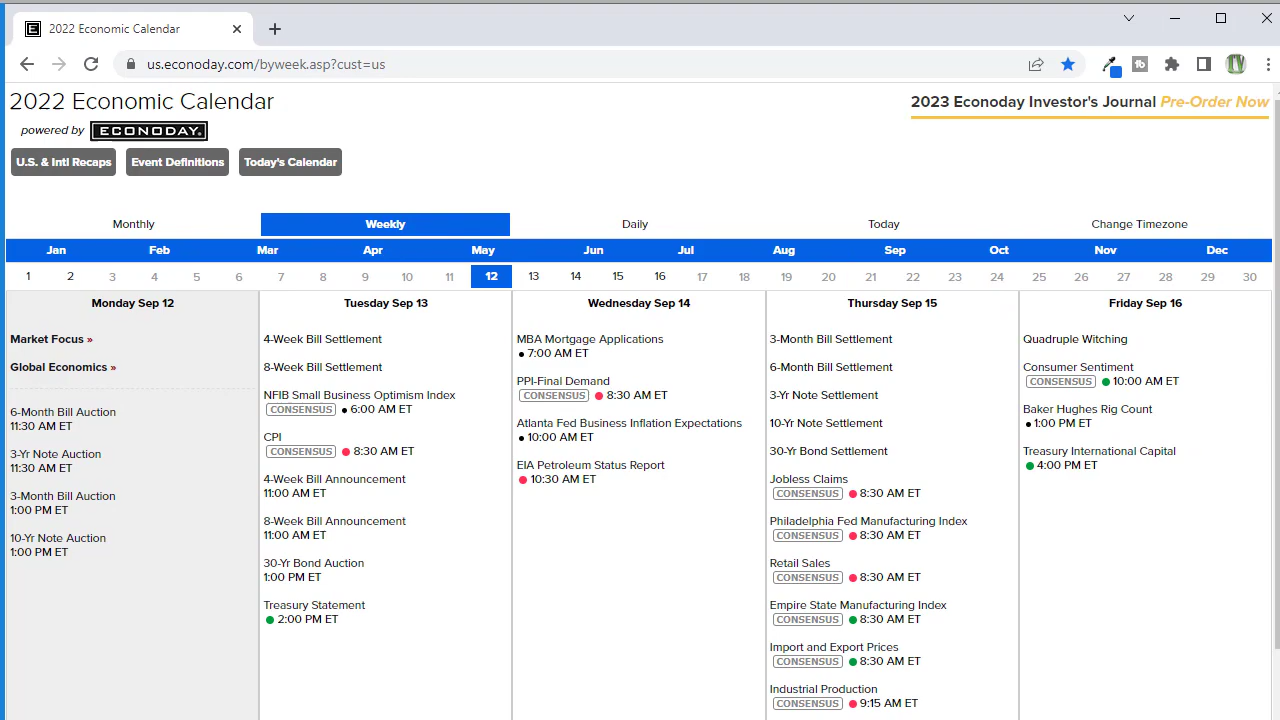 2022 Economic Calendar
us.econoday.com/byweek.asp?cust=us
2022 Economic Calendar
2023 Econoday Investor's Journal Pre-Order Now
powered by ECONODAY®
U.S. & Intl Recaps Event Definitions Today's Calendar
Monthly Weekly Daily Today Change Timezone
Jan Feb Mar Apr May Jun Jul Aug Sep Oct Nov Dec
1 2 3 4 5 6 7 8 9 10 11 12 13 14 15 16 17 18 19 20 21 22 23 24 25 26 27 28 29 30
Monday Sep 12
Market Focus »
Global Economics »
6-Month Bill Auction
11:30 AM ET
3-Yr Note Auction
11:30 AM ET
3-Month Bill Auction
1:00 PM ET
10-Yr Note Auction
1:00 PM ET
Tuesday Sep 13
4-Week Bill Settlement
8-Week Bill Settlement
NFIB Small Business Optimism Index
CONSENSUS 6:00 AM ET
CPI
CONSENSUS 8:30 AM ET
4-Week Bill Announcement
11:00 AM ET
8-Week Bill Announcement
11:00 AM ET
30-Yr Bond Auction
1:00 PM ET
Treasury Statement
2:00 PM ET
Wednesday Sep 14
MBA Mortgage Applications
7:00 AM ET
PPI-Final Demand
CONSENSUS 8:30 AM ET
Atlanta Fed Business Inflation Expectations
10:00 AM ET
EIA Petroleum Status Report
10:30 AM ET
Thursday Sep 15
3-Month Bill Settlement
6-Month Bill Settlement
3-Yr Note Settlement
10-Yr Note Settlement
30-Yr Bond Settlement
Jobless Claims
CONSENSUS 8:30 AM ET
Philadelphia Fed Manufacturing Index
CONSENSUS 8:30 AM ET
Retail Sales
CONSENSUS 8:30 AM ET
Empire State Manufacturing Index
CONSENSUS 8:30 AM ET
Import and Export Prices
CONSENSUS 8:30 AM ET
Industrial Production
CONSENSUS 9:15 AM ET
Friday Sep 16
Quadruple Witching
Consumer Sentiment
CONSENSUS 10:00 AM ET
Baker Hughes Rig Count
1:00 PM ET
Treasury International Capital
4:00 PM ET